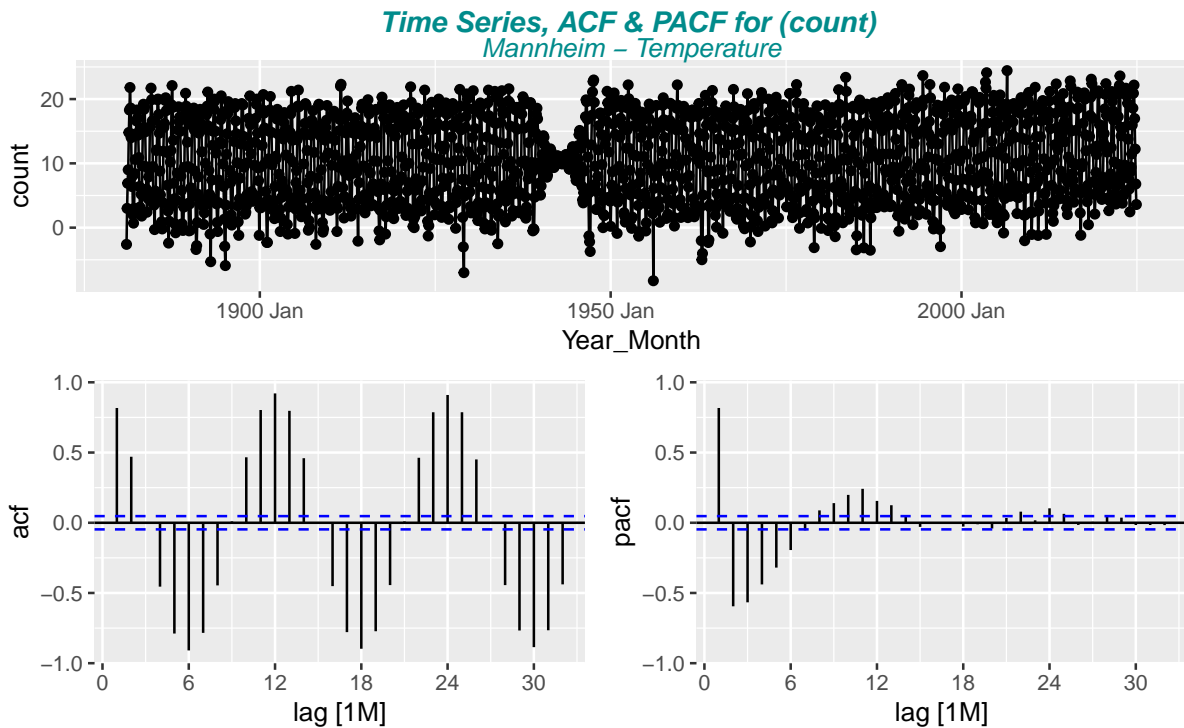 Time Series, ACF & PACF for (count)
Mannheim − Temperature
count
20
10
0
1900 Jan
1950 Jan
2000 Jan
Year_Month
acf
1.0
0.5
0.0
−0.5
−1.0
0
6
12
18
24
30
lag [1M]
pacf
1.0
0.5
0.0
−0.5
−1.0
0
6
12
18
24
30
lag [1M]